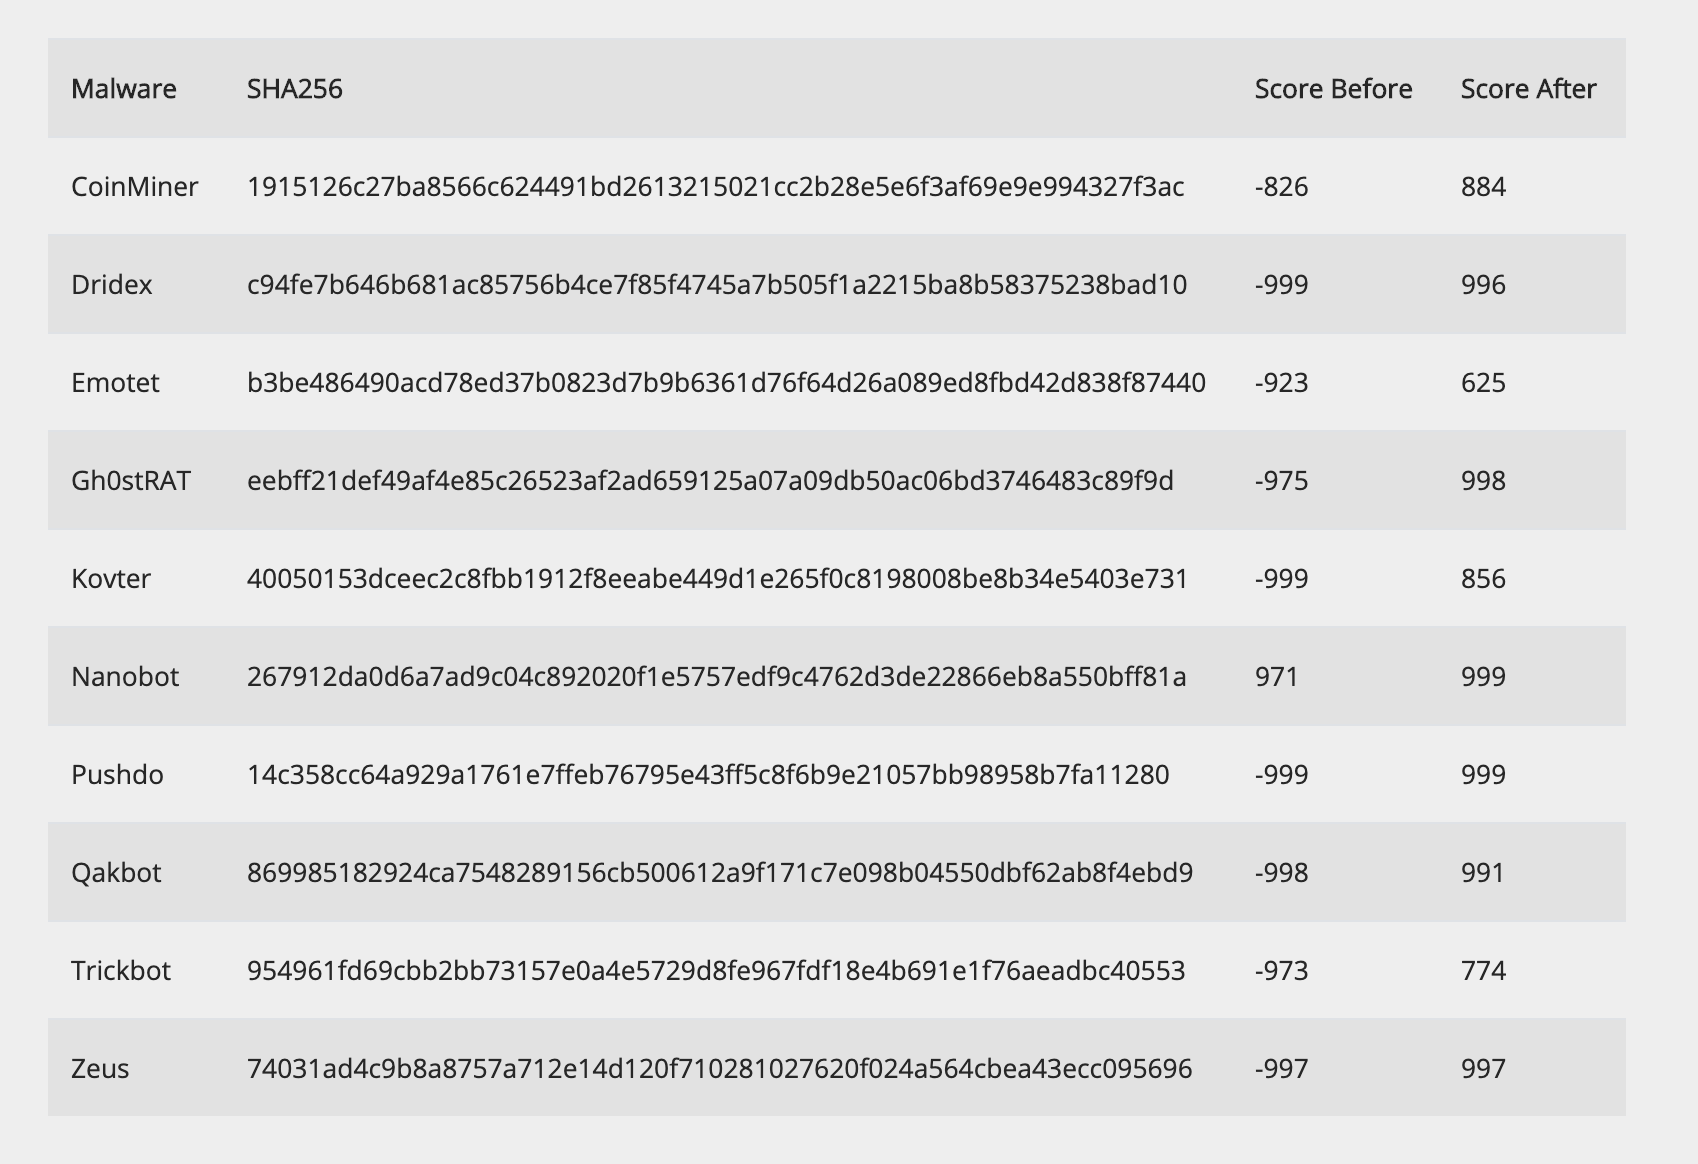 Malware SHA256 Score Before Score After
CoinMiner 1915126c27ba8566c624491bd2613215021cc2b28e5e6f3af69e9e994327f3ac -826 884
Dridex c94fe7b646b681ac85756b4ce7f85f4745a7b505f1a2215ba8b58375238bad10 -999 996
Emotet b3be486490acd78ed37b0823d7b9b6361d76f64d26a089ed8fbd42d838f87440 -923 625
Gh0stRAT eebff21def49af4e85c26523af2ad659125a07a09db50ac06bd3746483c89f9d -975 998
Kovter 40050153dceec2c8fbb1912f8eeabe449d1e265f0c8198008be8b34e5403e731 -999 856
Nanobot 267912da0d6a7ad9c04c892020f1e5757edf9c4762d3de22866eb8a550bff81a 971 999
Pushdo 14c358cc64a929a1761e7ffeb76795e43ff5c8f6b9e21057bb98958b7fa11280 -999 999
Qakbot 869985182924ca7548289156cb500612a9f171c7e098b04550dbf62ab8f4ebd9 -998 991
Trickbot 954961fd69cbb2bb73157e0a4e5729d8fe967fdf18e4b691e1f76aeadbc40553 -973 774
Zeus 74031ad4c9b8a8757a712e14d120f710281027620f024a564cbea43ecc095696 -997 997